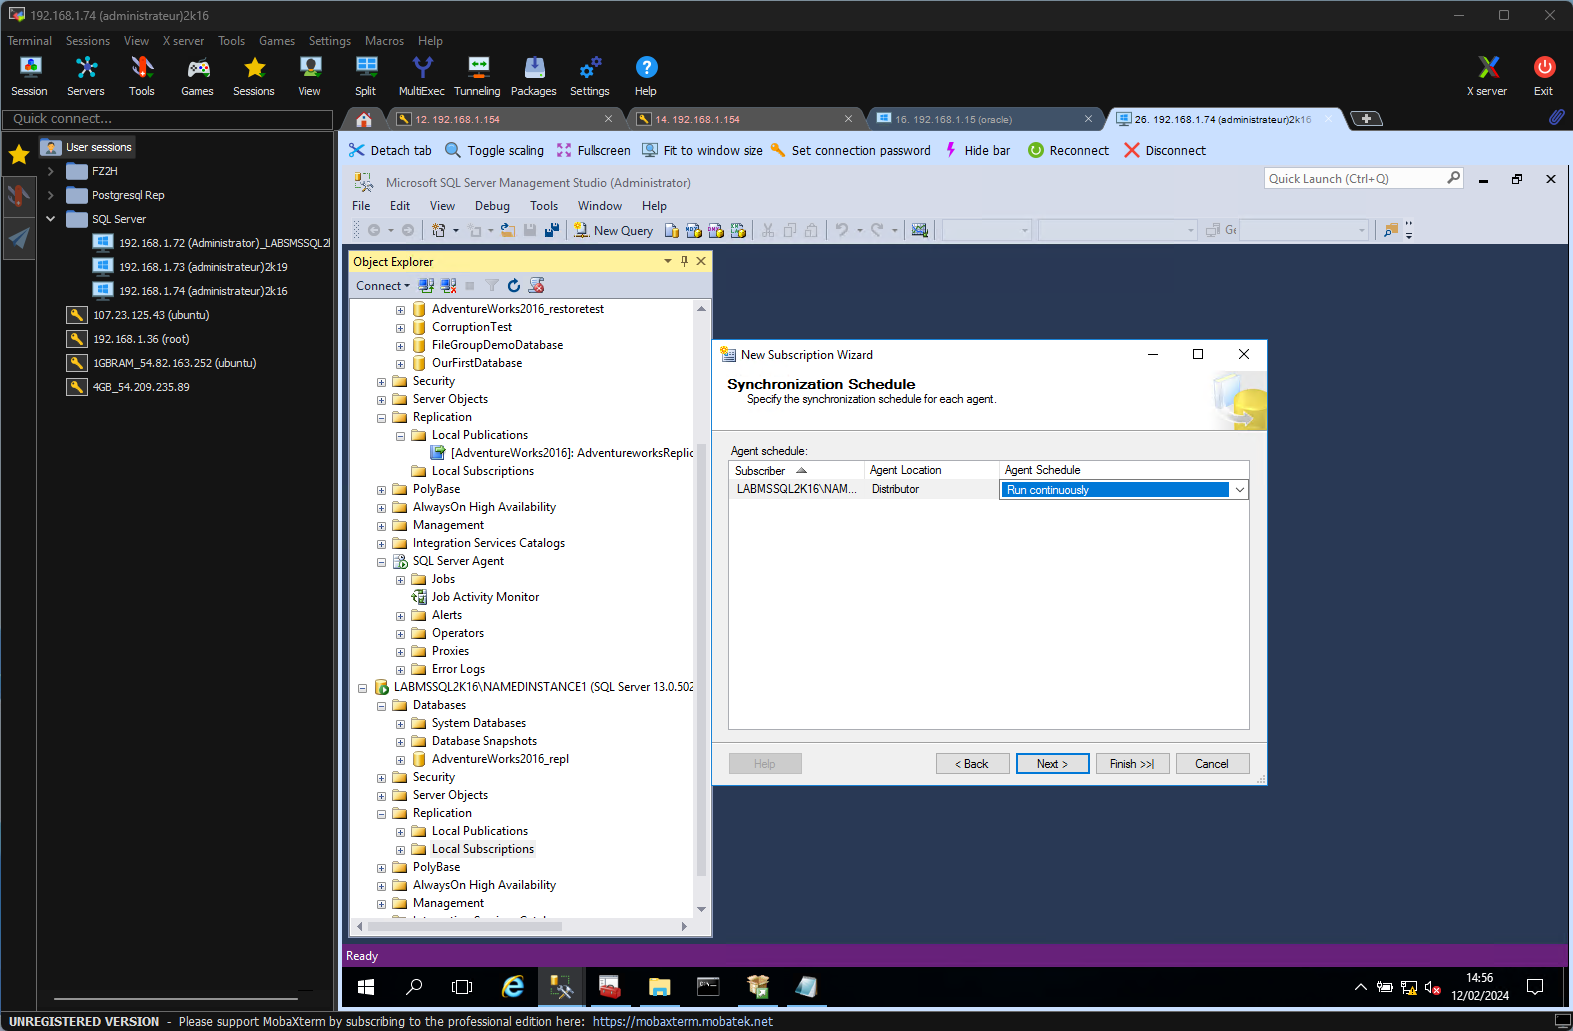 192.168.1.74 (administrateur)2k16
Terminal Sessions View X server Tools Games Settings Macros Help
Session Servers Tools Games Sessions View Split MultiExec Tunneling Packages Settings Help X server Exit
Quick connect...
12. 192.168.1.154
14. 192.168.1.154
16. 192.168.1.15 (oracle)
26. 192.168.1.74 (administrateur)2k16
User sessions
FZ2H
Postgresql Rep
SQL Server
192.168.1.72 (Administrator)_LABSMSSQL2l
192.168.1.73 (administrateur)2k19
192.168.1.74 (administrateur)2k16
107.23.125.43 (ubuntu)
192.168.1.36 (root)
1GBRAM_54.82.163.252 (ubuntu)
4GB_54.209.235.89
Detach tab Toggle scaling Fullscreen Fit to window size Set connection password Hide bar Reconnect Disconnect
Microsoft SQL Server Management Studio (Administrator)
Quick Launch (Ctrl+Q)
File Edit View Debug Tools Window Help
New Query
Object Explorer
Connect
AdventureWorks2016_restoretest
CorruptionTest
FileGroupDemoDatabase
OurFirstDatabase
Security
Server Objects
Replication
Local Publications
[AdventureWorks2016]: AdventureworksReplic
Local Subscriptions
PolyBase
AlwaysOn High Availability
Management
Integration Services Catalogs
SQL Server Agent
Jobs
Job Activity Monitor
Alerts
Operators
Proxies
Error Logs
LABMSSQL2K16\NAMEDINSTANCE1 (SQL Server 13.0.502
Databases
System Databases
Database Snapshots
AdventureWorks2016_repl
Security
Server Objects
Replication
Local Publications
Local Subscriptions
PolyBase
AlwaysOn High Availability
Management
New Subscription Wizard
Synchronization Schedule
Specify the synchronization schedule for each agent.
Agent schedule:
Subscriber Agent Location Agent Schedule
LABMSSQL2K16\NAM... Distributor Run continuously
Help < Back Next > Finish >>| Cancel
Ready
14:56
12/02/2024
UNREGISTERED VERSION - Please support MobaXterm by subscribing to the professional edition here: https://mobaxterm.mobatek.net